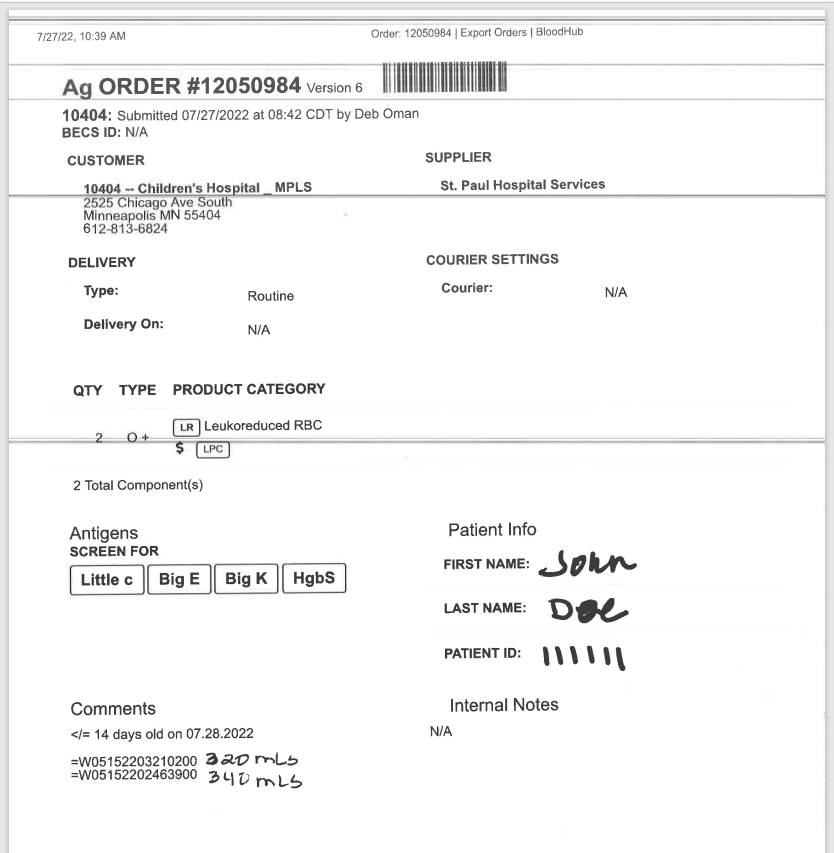 7/27/22, 10:39 AM
Order: 12050984 | Export Orders | BloodHub
Ag ORDER #12050984 Version 6
10404: Submitted 07/27/2022 at 08:42 CDT by Deb Oman
BECS ID: N/A
CUSTOMER
10404 -- Children's Hospital _ MPLS
2525 Chicago Ave South
Minneapolis MN 55404
612-813-6824
SUPPLIER
St. Paul Hospital Services
DELIVERY
Type: Routine
Delivery On: N/A
COURIER SETTINGS
Courier: N/A
QTY TYPE PRODUCT CATEGORY
2 O + LR Leukoreduced RBC
$ LPC
2 Total Component(s)
Antigens
SCREEN FOR
Little c Big E Big K HgbS
Patient Info
FIRST NAME: John
LAST NAME: Doe
PATIENT ID: 111111
Comments
</= 14 days old on 07.28.2022
=W05152203210200 320 mLs
=W05152202463900 340 mLs
Internal Notes
N/A